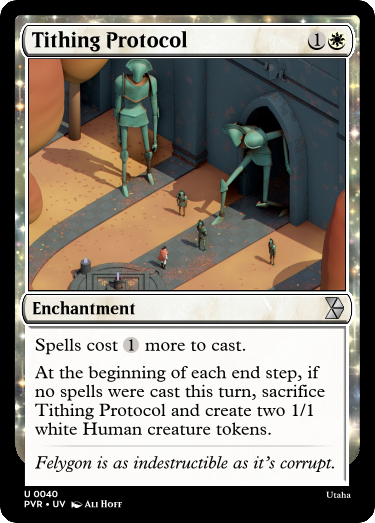 Tithing Protocol 1
Enchantment
Spells cost 1 more to cast.
At the beginning of each end step, if
no spells were cast this turn, sacrifice
Tithing Protocol and create two 1/1
white Human creature tokens.
Felygon is as indestructible as it's corrupt.
U 0040
PVR • UV Ali Hoff
Utaha